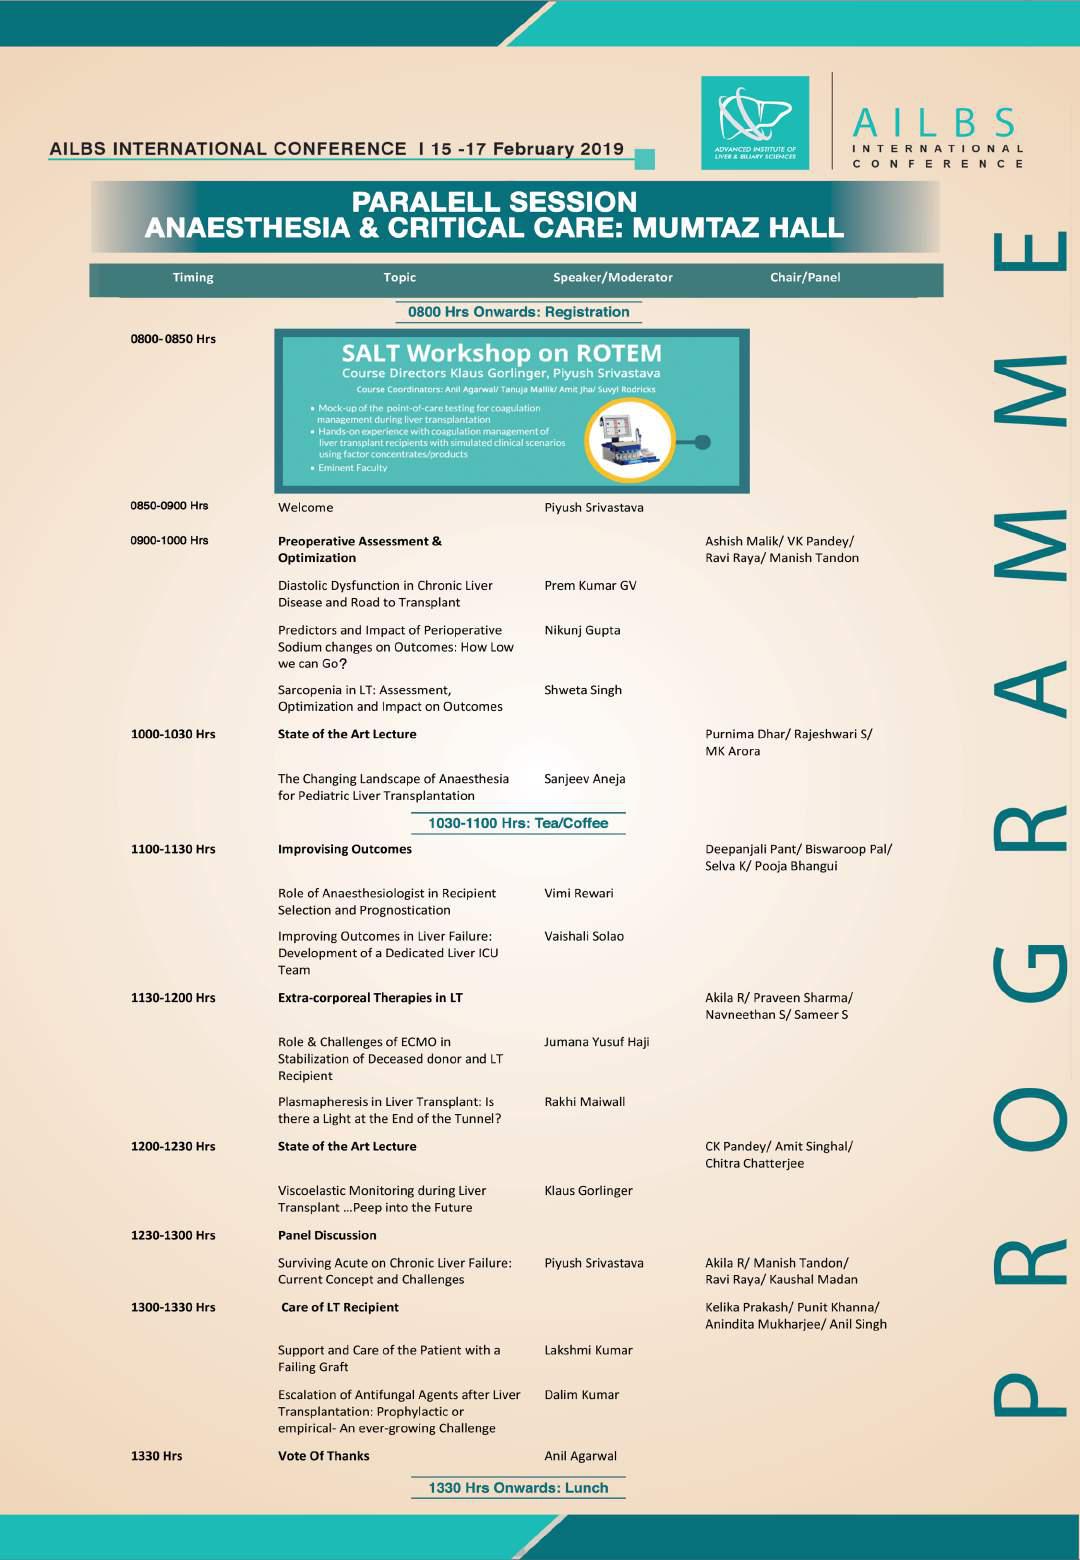 AILBS INTERNATIONAL CONFERENCE I 15 -17 February 2019
ADVANCED INSTITUTE OF
LIVER & BILIARY SCIENCES
AILBS
INTERNATIONAL
CONFERENCE
PARALELL SESSION
ANAESTHESIA & CRITICAL CARE: MUMTAZ HALL
Timing Topic Speaker/Moderator Chair/Panel
0800 Hrs Onwards: Registration
0800-0850 Hrs
SALT Workshop on ROTEM
Course Directors Klaus Gorlinger, Piyush Srivastava
Course Coordinators: Anil Agarwal/ Tanuja Mallik/ Amit Jha/ Suvyl Rodricks
• Mock-up of the point-of-care testing for coagulation
management during liver transplantation
• Hands-on experience with coagulation management of
liver transplant recipients with simulated clinical scenarios
using factor concentrates/products
• Eminent Faculty
0850-0900 Hrs Welcome Piyush Srivastava
0900-1000 Hrs Preoperative Assessment & Ashish Malik/ VK Pandey/
Optimization Ravi Raya/ Manish Tandon
Diastolic Dysfunction in Chronic Liver Prem Kumar GV
Disease and Road to Transplant
Predictors and Impact of Perioperative Nikunj Gupta
Sodium changes on Outcomes: How Low
we can Go?
Sarcopenia in LT: Assessment, Shweta Singh
Optimization and Impact on Outcomes
1000-1030 Hrs State of the Art Lecture Purnima Dhar/ Rajeshwari S/
MK Arora
The Changing Landscape of Anaesthesia Sanjeev Aneja
for Pediatric Liver Transplantation
1030-1100 Hrs: Tea/Coffee
1100-1130 Hrs Improvising Outcomes Deepanjali Pant/ Biswaroop Pal/
Selva K/ Pooja Bhangui
Role of Anaesthesiologist in Recipient Vimi Rewari
Selection and Prognostication
Improving Outcomes in Liver Failure: Vaishali Solao
Development of a Dedicated Liver ICU
Team
1130-1200 Hrs Extra-corporeal Therapies in LT Akila R/ Praveen Sharma/
Navneethan S/ Sameer S
Role & Challenges of ECMO in Jumana Yusuf Haji
Stabilization of Deceased donor and LT
Recipient
Plasmapheresis in Liver Transplant: Is Rakhi Maiwall
there a Light at the End of the Tunnel?
1200-1230 Hrs State of the Art Lecture CK Pandey/ Amit Singhal/
Chitra Chatterjee
Viscoelastic Monitoring during Liver Klaus Gorlinger
Transplant ...Peep into the Future
1230-1300 Hrs Panel Discussion
Surviving Acute on Chronic Liver Failure: Piyush Srivastava Akila R/ Manish Tandon/
Current Concept and Challenges Ravi Raya/ Kaushal Madan
1300-1330 Hrs Care of LT Recipient Kelika Prakash/ Punit Khanna/
Anindita Mukharjee/ Anil Singh
Support and Care of the Patient with a Lakshmi Kumar
Failing Graft
Escalation of Antifungal Agents after Liver Dalim Kumar
Transplantation: Prophylactic or
empirical- An ever-growing Challenge
1330 Hrs Vote Of Thanks Anil Agarwal
1330 Hrs Onwards: Lunch
PROGRAMME